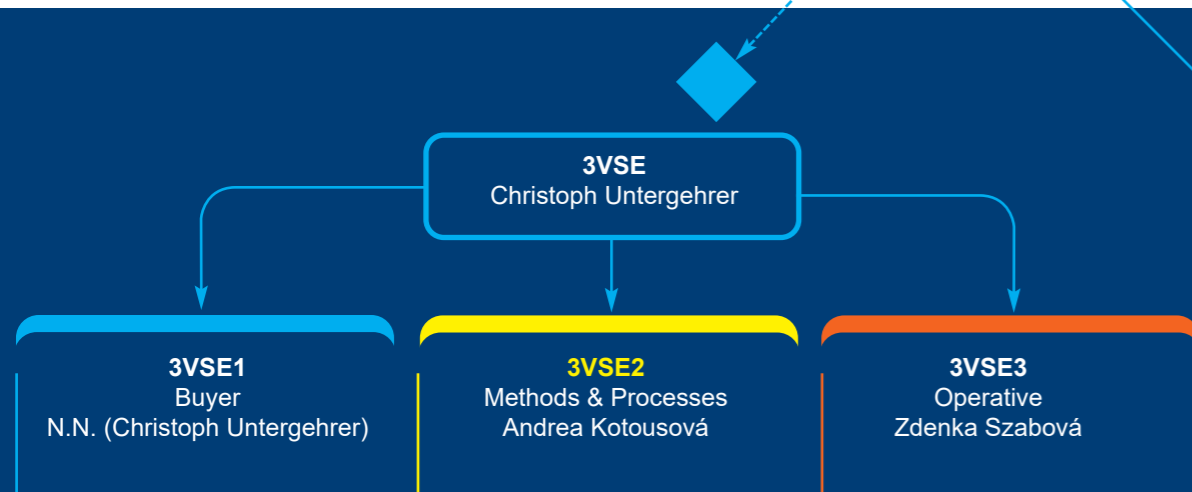 3VSE
Christoph Untergehrer
3VSE1
Buyer
N.N. (Christoph Untergehrer)
3VSE2
Methods & Processes
Andrea Kotousová
3VSE3
Operative
Zdenka Szabová